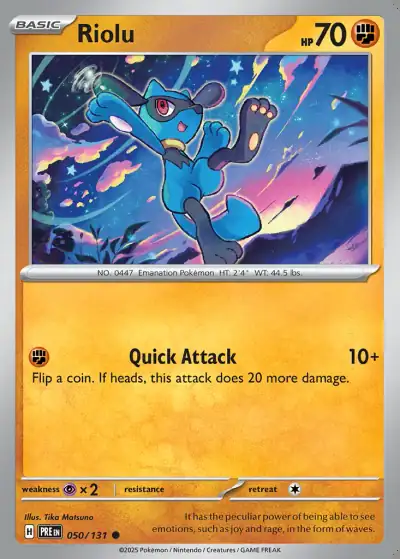 BASIC
Riolu
HP 70
NO. 0447 Emanation Pokémon HT: 2'4" WT: 44.5 lbs.
Quick Attack 10+
Flip a coin. If heads, this attack does 20 more damage.
weakness × 2 resistance retreat
Illus. Tika Matsuno
H PRE EN 050/131
It has the peculiar power of being able to see
emotions, such as joy and rage, in the form of waves.
©2025 Pokémon / Nintendo / Creatures / GAME FREAK